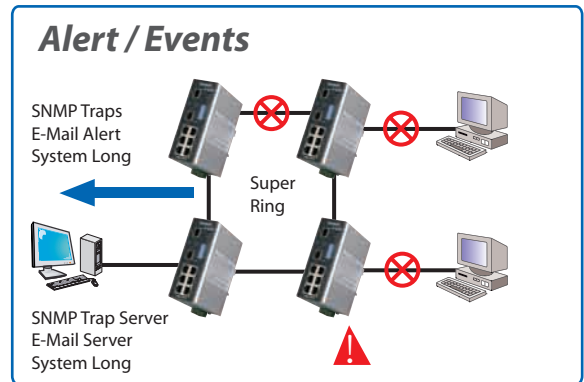 Alert / Events
SNMP Traps
E-Mail Alert
System Long
Super
Ring
SNMP Trap Server
E-Mail Server
System Long